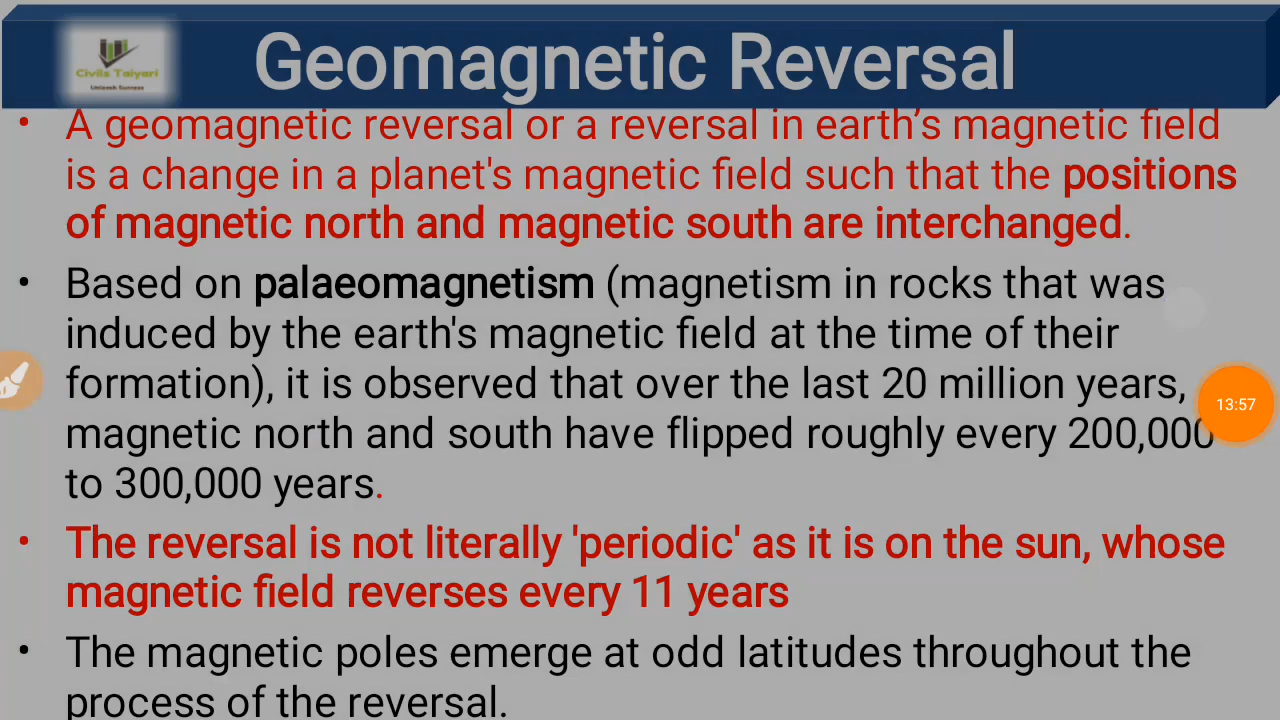 Civils Taiyari
Unleash Success
Geomagnetic Reversal
• A geomagnetic reversal or a reversal in earth’s magnetic field
is a change in a planet's magnetic field such that the positions
of magnetic north and magnetic south are interchanged.
• Based on palaeomagnetism (magnetism in rocks that was
induced by the earth's magnetic field at the time of their
formation), it is observed that over the last 20 million years,
magnetic north and south have flipped roughly every 200,000
to 300,000 years.
13:57
• The reversal is not literally 'periodic' as it is on the sun, whose
magnetic field reverses every 11 years
• The magnetic poles emerge at odd latitudes throughout the
process of the reversal.